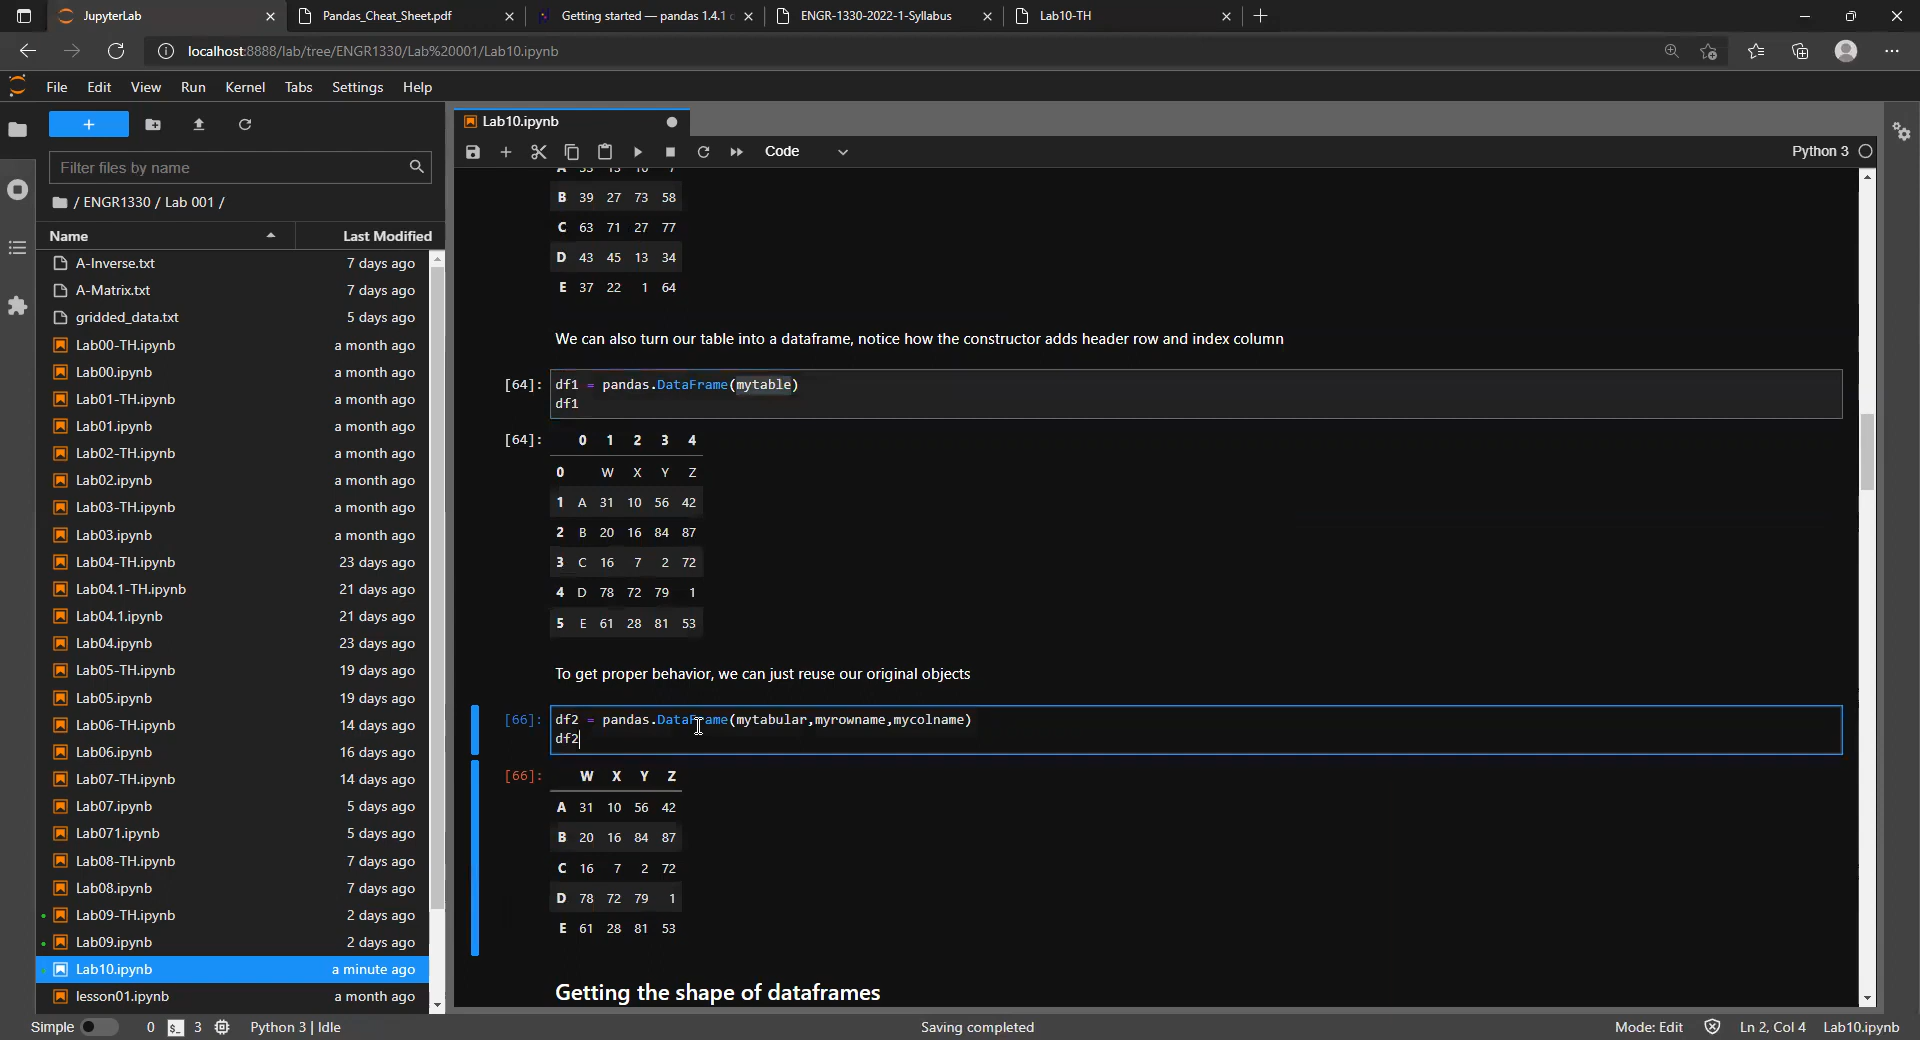 JupyterLab
Pandas_Cheat_Sheet.pdf
Getting started — pandas 1.4.1
ENGR-1330-2022-1-Syllabus
Lab10-TH
localhost:8888/lab/tree/ENGR1330/Lab%20001/Lab10.ipynb
File Edit View Run Kernel Tabs Settings Help
+
Filter files by name
/ ENGR1330 / Lab 001 /
Name Last Modified
A-Inverse.txt 7 days ago
A-Matrix.txt 7 days ago
gridded_data.txt 5 days ago
Lab00-TH.ipynb a month ago
Lab00.ipynb a month ago
Lab01-TH.ipynb a month ago
Lab01.ipynb a month ago
Lab02-TH.ipynb a month ago
Lab02.ipynb a month ago
Lab03-TH.ipynb a month ago
Lab03.ipynb a month ago
Lab04-TH.ipynb 23 days ago
Lab04.1-TH.ipynb 21 days ago
Lab04.1.ipynb 21 days ago
Lab04.ipynb 23 days ago
Lab05-TH.ipynb 19 days ago
Lab05.ipynb 19 days ago
Lab06-TH.ipynb 14 days ago
Lab06.ipynb 16 days ago
Lab07-TH.ipynb 14 days ago
Lab07.ipynb 5 days ago
Lab071.ipynb 5 days ago
Lab08-TH.ipynb 7 days ago
Lab08.ipynb 7 days ago
Lab09-TH.ipynb 2 days ago
Lab09.ipynb 2 days ago
Lab10.ipynb a minute ago
lesson01.ipynb a month ago
Lab10.ipynb
Code
Python 3
B 39 27 73 58
C 63 71 27 77
D 43 45 13 34
E 37 22 1 64
We can also turn our table into a dataframe, notice how the constructor adds header row and index column
[64]: df1 = pandas.DataFrame(mytable)
df1
[64]: 0 1 2 3 4
0 W X Y Z
1 A 31 10 56 42
2 B 20 16 84 87
3 C 16 7 2 72
4 D 78 72 79 1
5 E 61 28 81 53
To get proper behavior, we can just reuse our original objects
[66]: df2 = pandas.DataFrame(mytabular,myrowname,mycolname)
df2
[66]: W X Y Z
A 31 10 56 42
B 20 16 84 87
C 16 7 2 72
D 78 72 79 1
E 61 28 81 53
Getting the shape of dataframes
Simple 0 3 Python 3 | Idle Saving completed Mode: Edit Ln 2, Col 4 Lab10.ipynb